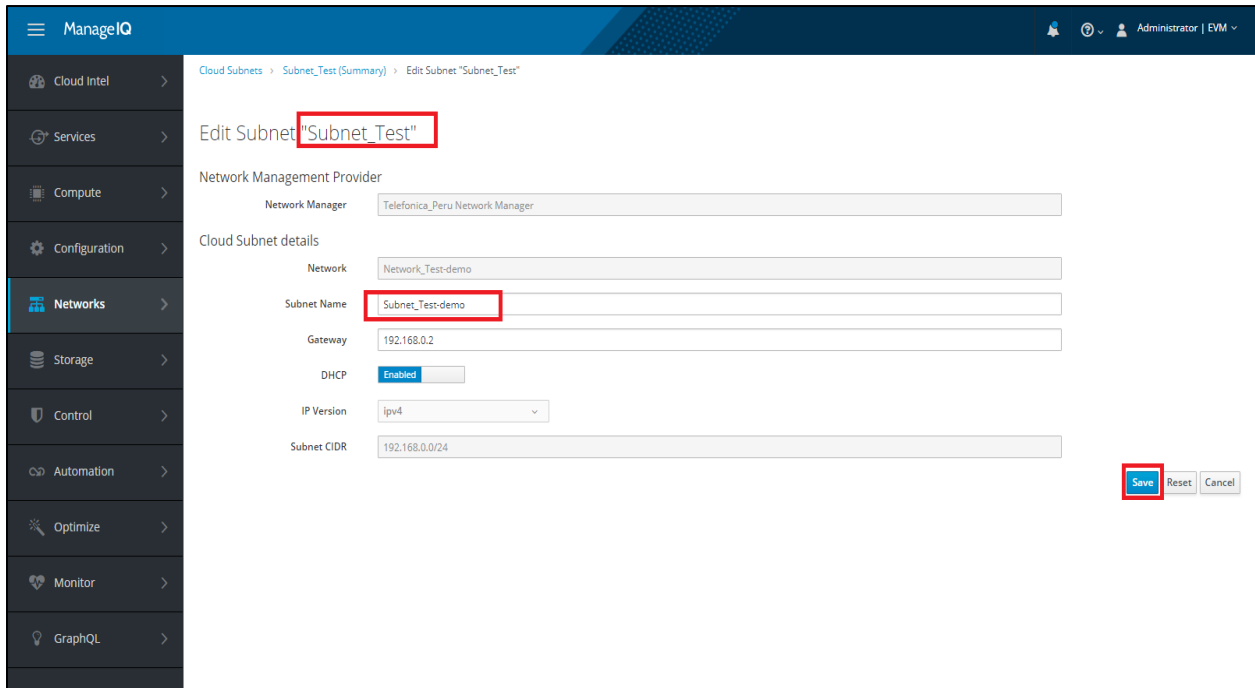 ManageIQ
Administrator | EVM
Cloud Intel
Services
Compute
Configuration
Networks
Storage
Control
Automation
Optimize
Monitor
GraphQL
Cloud Subnets > Subnet_Test (Summary) > Edit Subnet "Subnet_Test"
Edit Subnet "Subnet_Test"
Network Management Provider
Network Manager Telefonica_Peru Network Manager
Cloud Subnet details
Network Network_Test-demo
Subnet Name Subnet_Test-demo
Gateway 192.168.0.2
DHCP Enabled
IP Version ipv4
Subnet CIDR 192.168.0.0/24
Save Reset Cancel